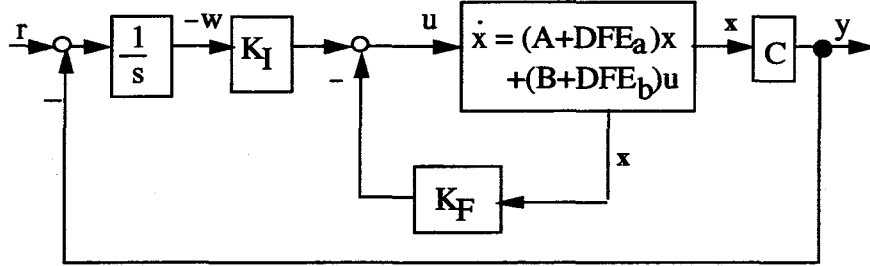 r
−
1
s
−w
K_I
−
u
ẋ = (A+DFE_a)x
+(B+DFE_b)u
x
C
y
x
K_F